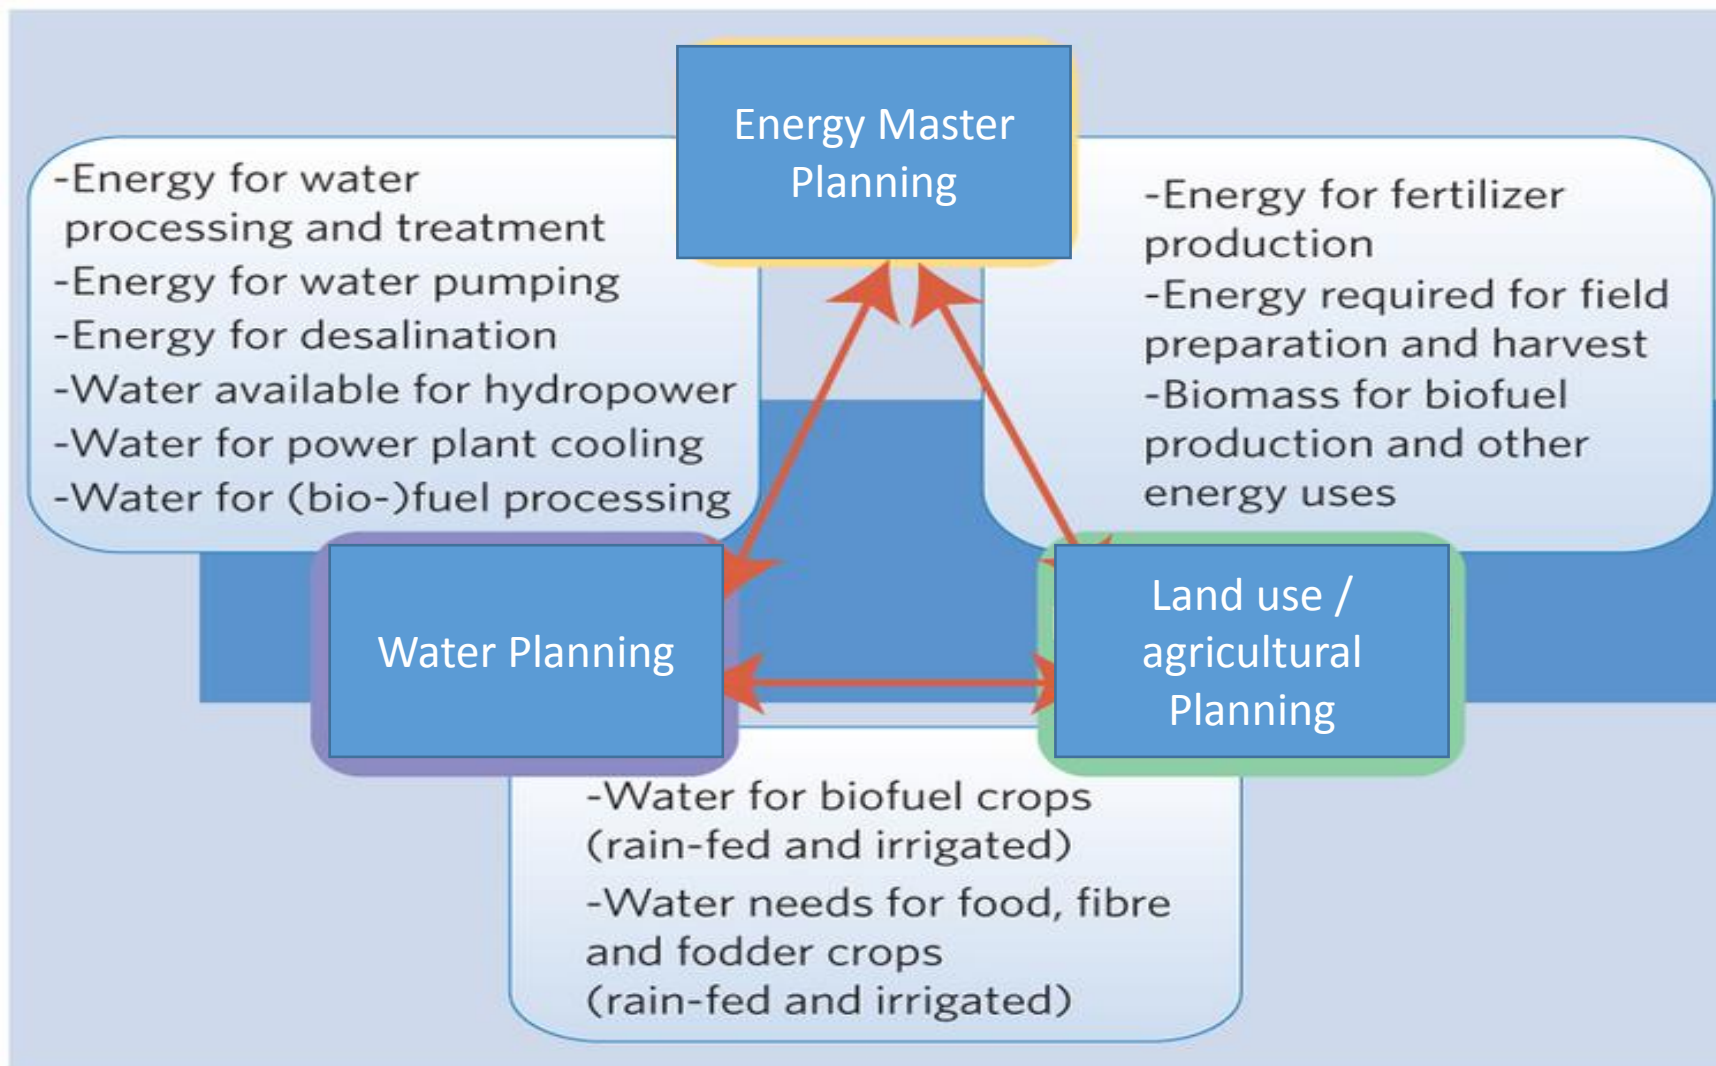 Energy Master
Planning
-Energy for water
processing and treatment
-Energy for water pumping
-Energy for desalination
-Water available for hydropower
-Water for power plant cooling
-Water for (bio-)fuel processing
-Energy for fertilizer
production
-Energy required for field
preparation and harvest
-Biomass for biofuel
production and other
energy uses
Water Planning
Land use /
agricultural
Planning
-Water for biofuel crops
(rain-fed and irrigated)
-Water needs for food, fibre
and fodder crops
(rain-fed and irrigated)